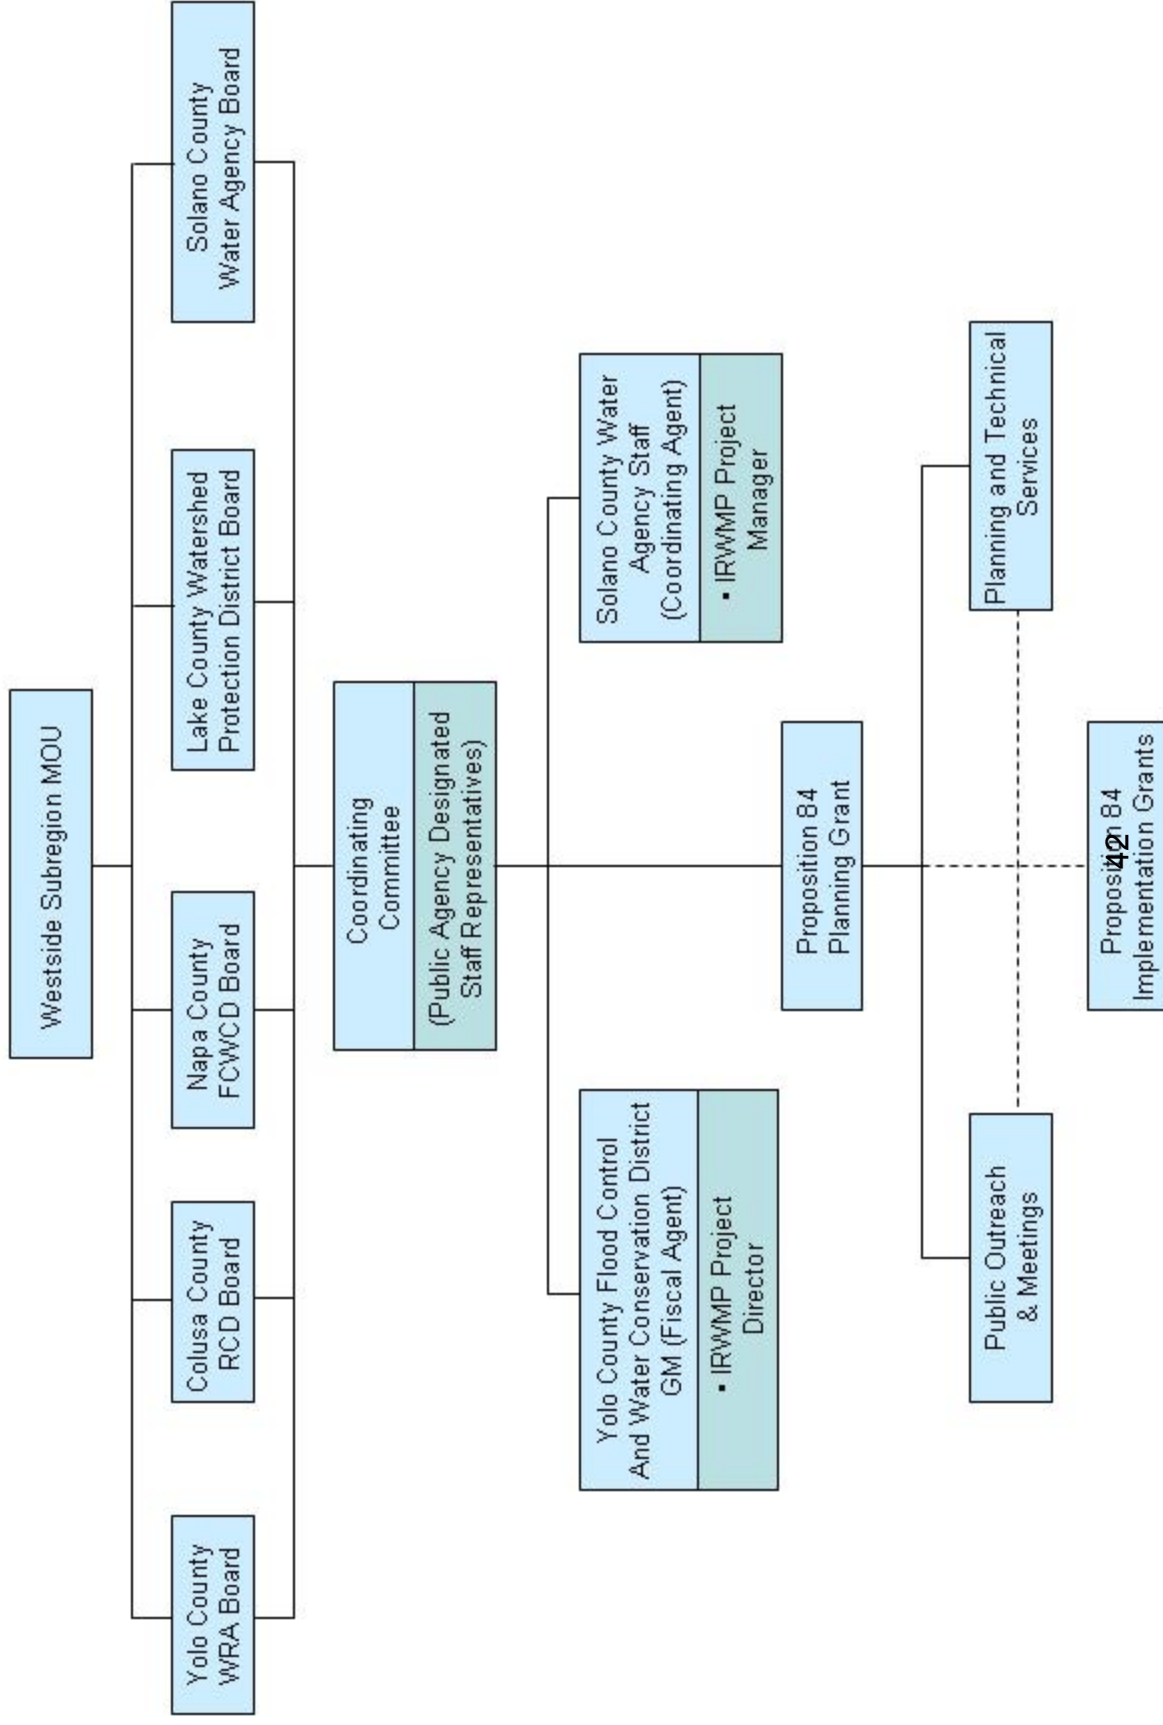 Westside Subregion MOU
Yolo County
WRA Board
Colusa County
RCD Board
Napa County
FCWCD Board
Lake County Watershed
Protection District Board
Solano County
Water Agency Board
Coordinating
Committee
(Public Agency Designated
Staff Representatives)
Yolo County Flood Control
And Water Conservation District
GM (Fiscal Agent)
▪ IRWMP Project
Director
Solano County Water
Agency Staff
(Coordinating Agent)
▪ IRWMP Project
Manager
Proposition 84
Planning Grant
Public Outreach
& Meetings
Planning and Technical
Services
Proposition 84
Implementation Grants
42